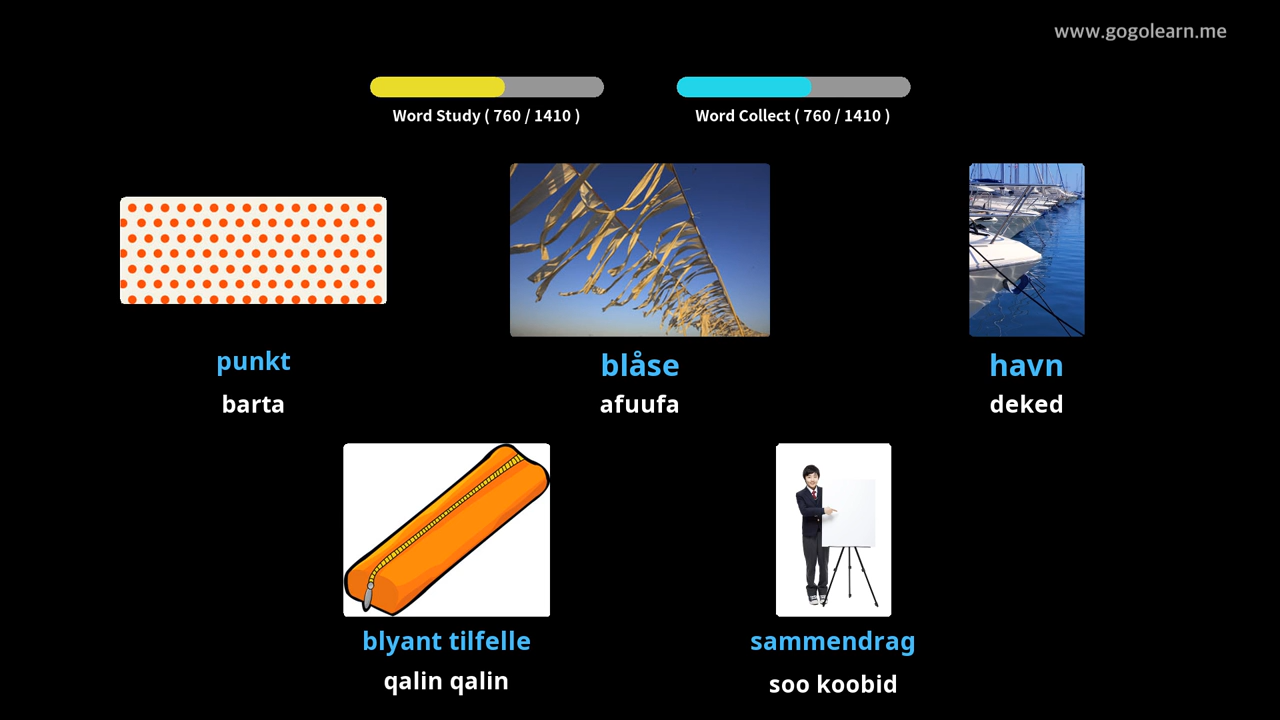 www.gogolearn.me
Word Study ( 760 / 1410 )
Word Collect ( 760 / 1410 )
punkt
barta
blåse
afuufa
havn
deked
blyant tilfelle
qalin qalin
sammendrag
soo koobid